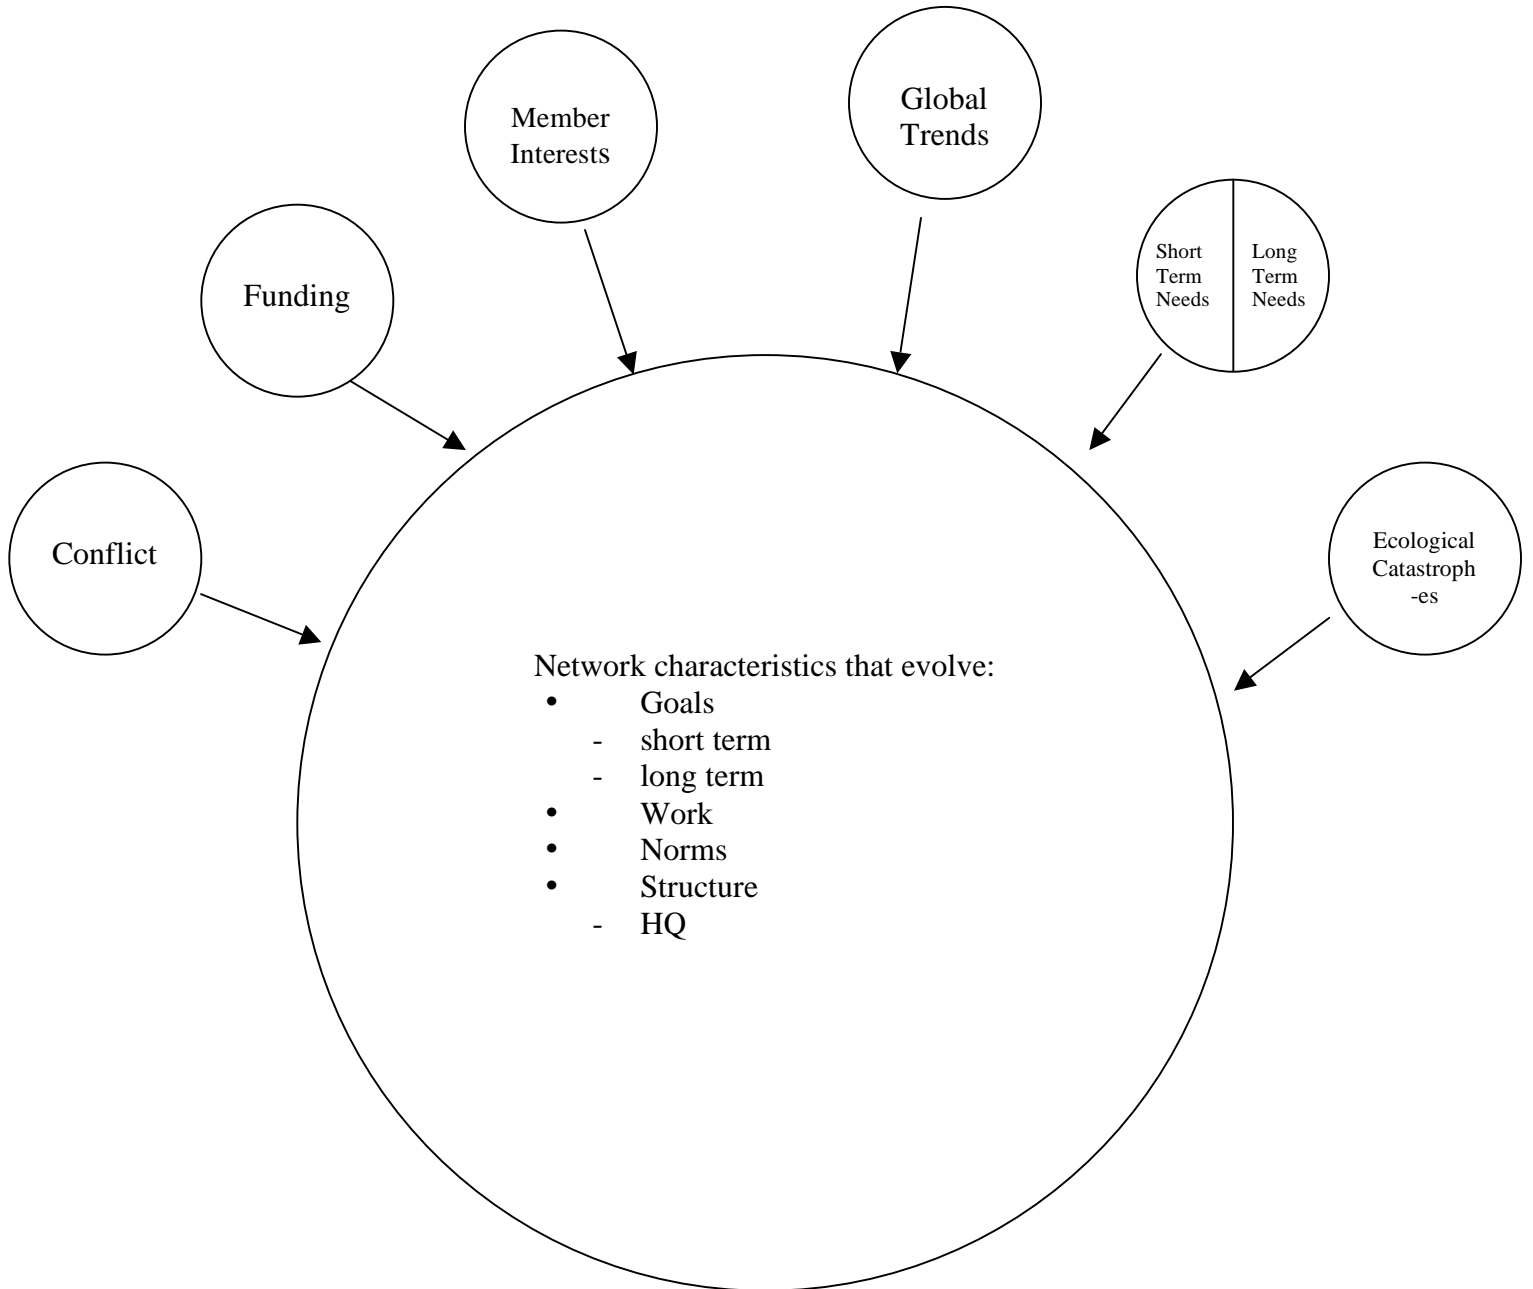 Member
Interests
Global
Trends
Short
Term
Needs
Long
Term
Needs
Funding
Conflict
Ecological
Catastroph
-es
Network characteristics that evolve:
• Goals
- short term
- long term
• Work
• Norms
• Structure
- HQ